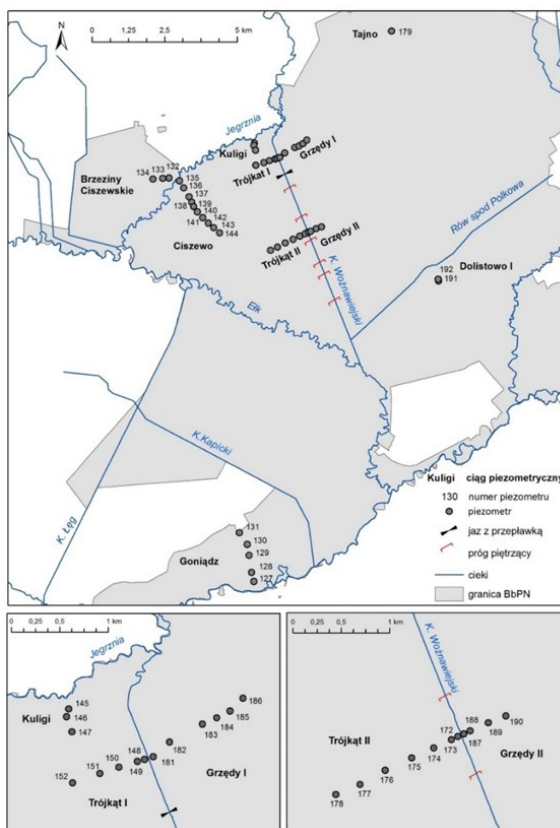 N
0 1,25 2,5 5 km
Tajno
179
Jegrznia
Kuligi
Grzędy I
Trójkąt I
134 133 132
135
Brzeziny
Ciszewskie
136
137
138 139
140
141
142
143
144
Ciszewo
Trójkąt II
Grzędy II
K. Woźnawiejski
Rów spod Polkowa
Dolistowo I
192
191
Ełk
K.Kapicki
K. Łęg
Goniądz
131
130
129
128
127
Kuligi ciąg piezometryczny
130 numer piezometru
piezometr
jaz z przepławką
próg piętrzący
cieki
granica BbPN
0 0,25 0,5 1 km
Jegrznia
Kuligi
145
146
147
186
185
184
183
182
181
148
149
150
151
152
Grzędy I
Trójkąt I
0 0,25 0,5 1 km
K. Woźnawiejski
190
189
188
187
172
173
174
175
176
177
178
Trójkąt II
Grzędy II